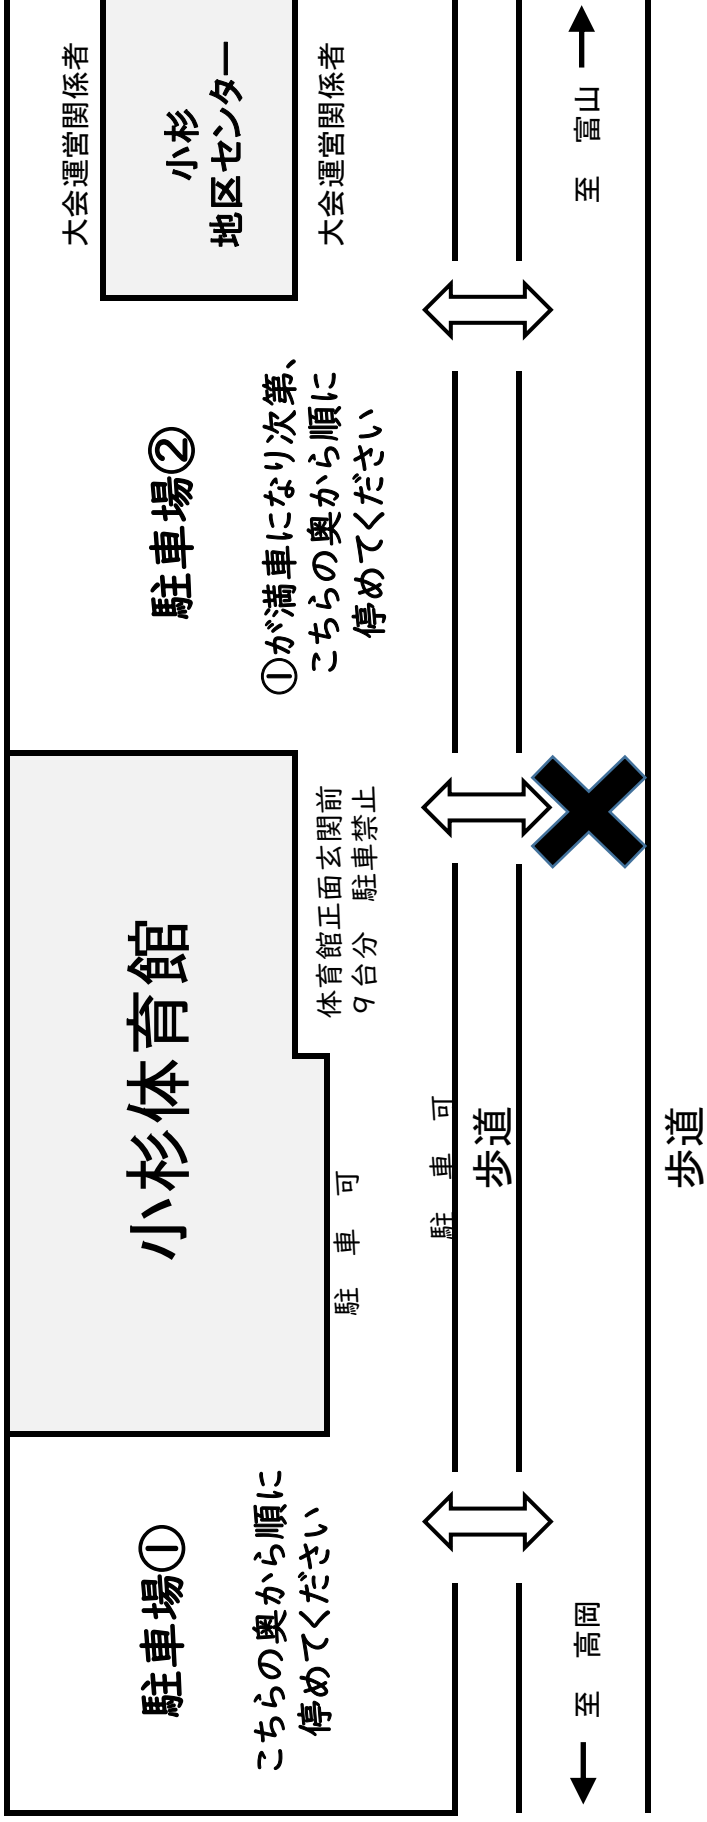 駐車場①
こちらの奥から順に
停めてください
小杉体育館
駐 車 可
駐 車 可
体育館正面玄関前
9台分 駐車禁止
駐車場②
①が満車になり次第、
こちらの奥から順に
停めてください
大会運営関係者
小杉
地区センター
大会運営関係者
歩道
歩道
至 高岡
至 富山